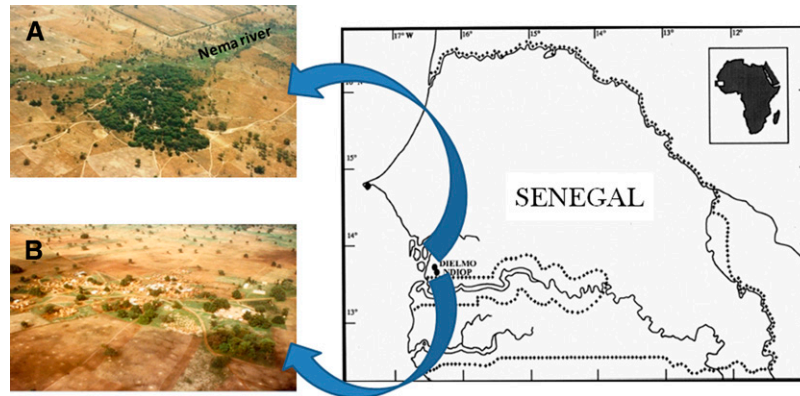 A
Nema river
B
17° W
16°
15°
14°
13°
12°
15°
14°
13°
SENEGAL
DIELMO
NDIOP